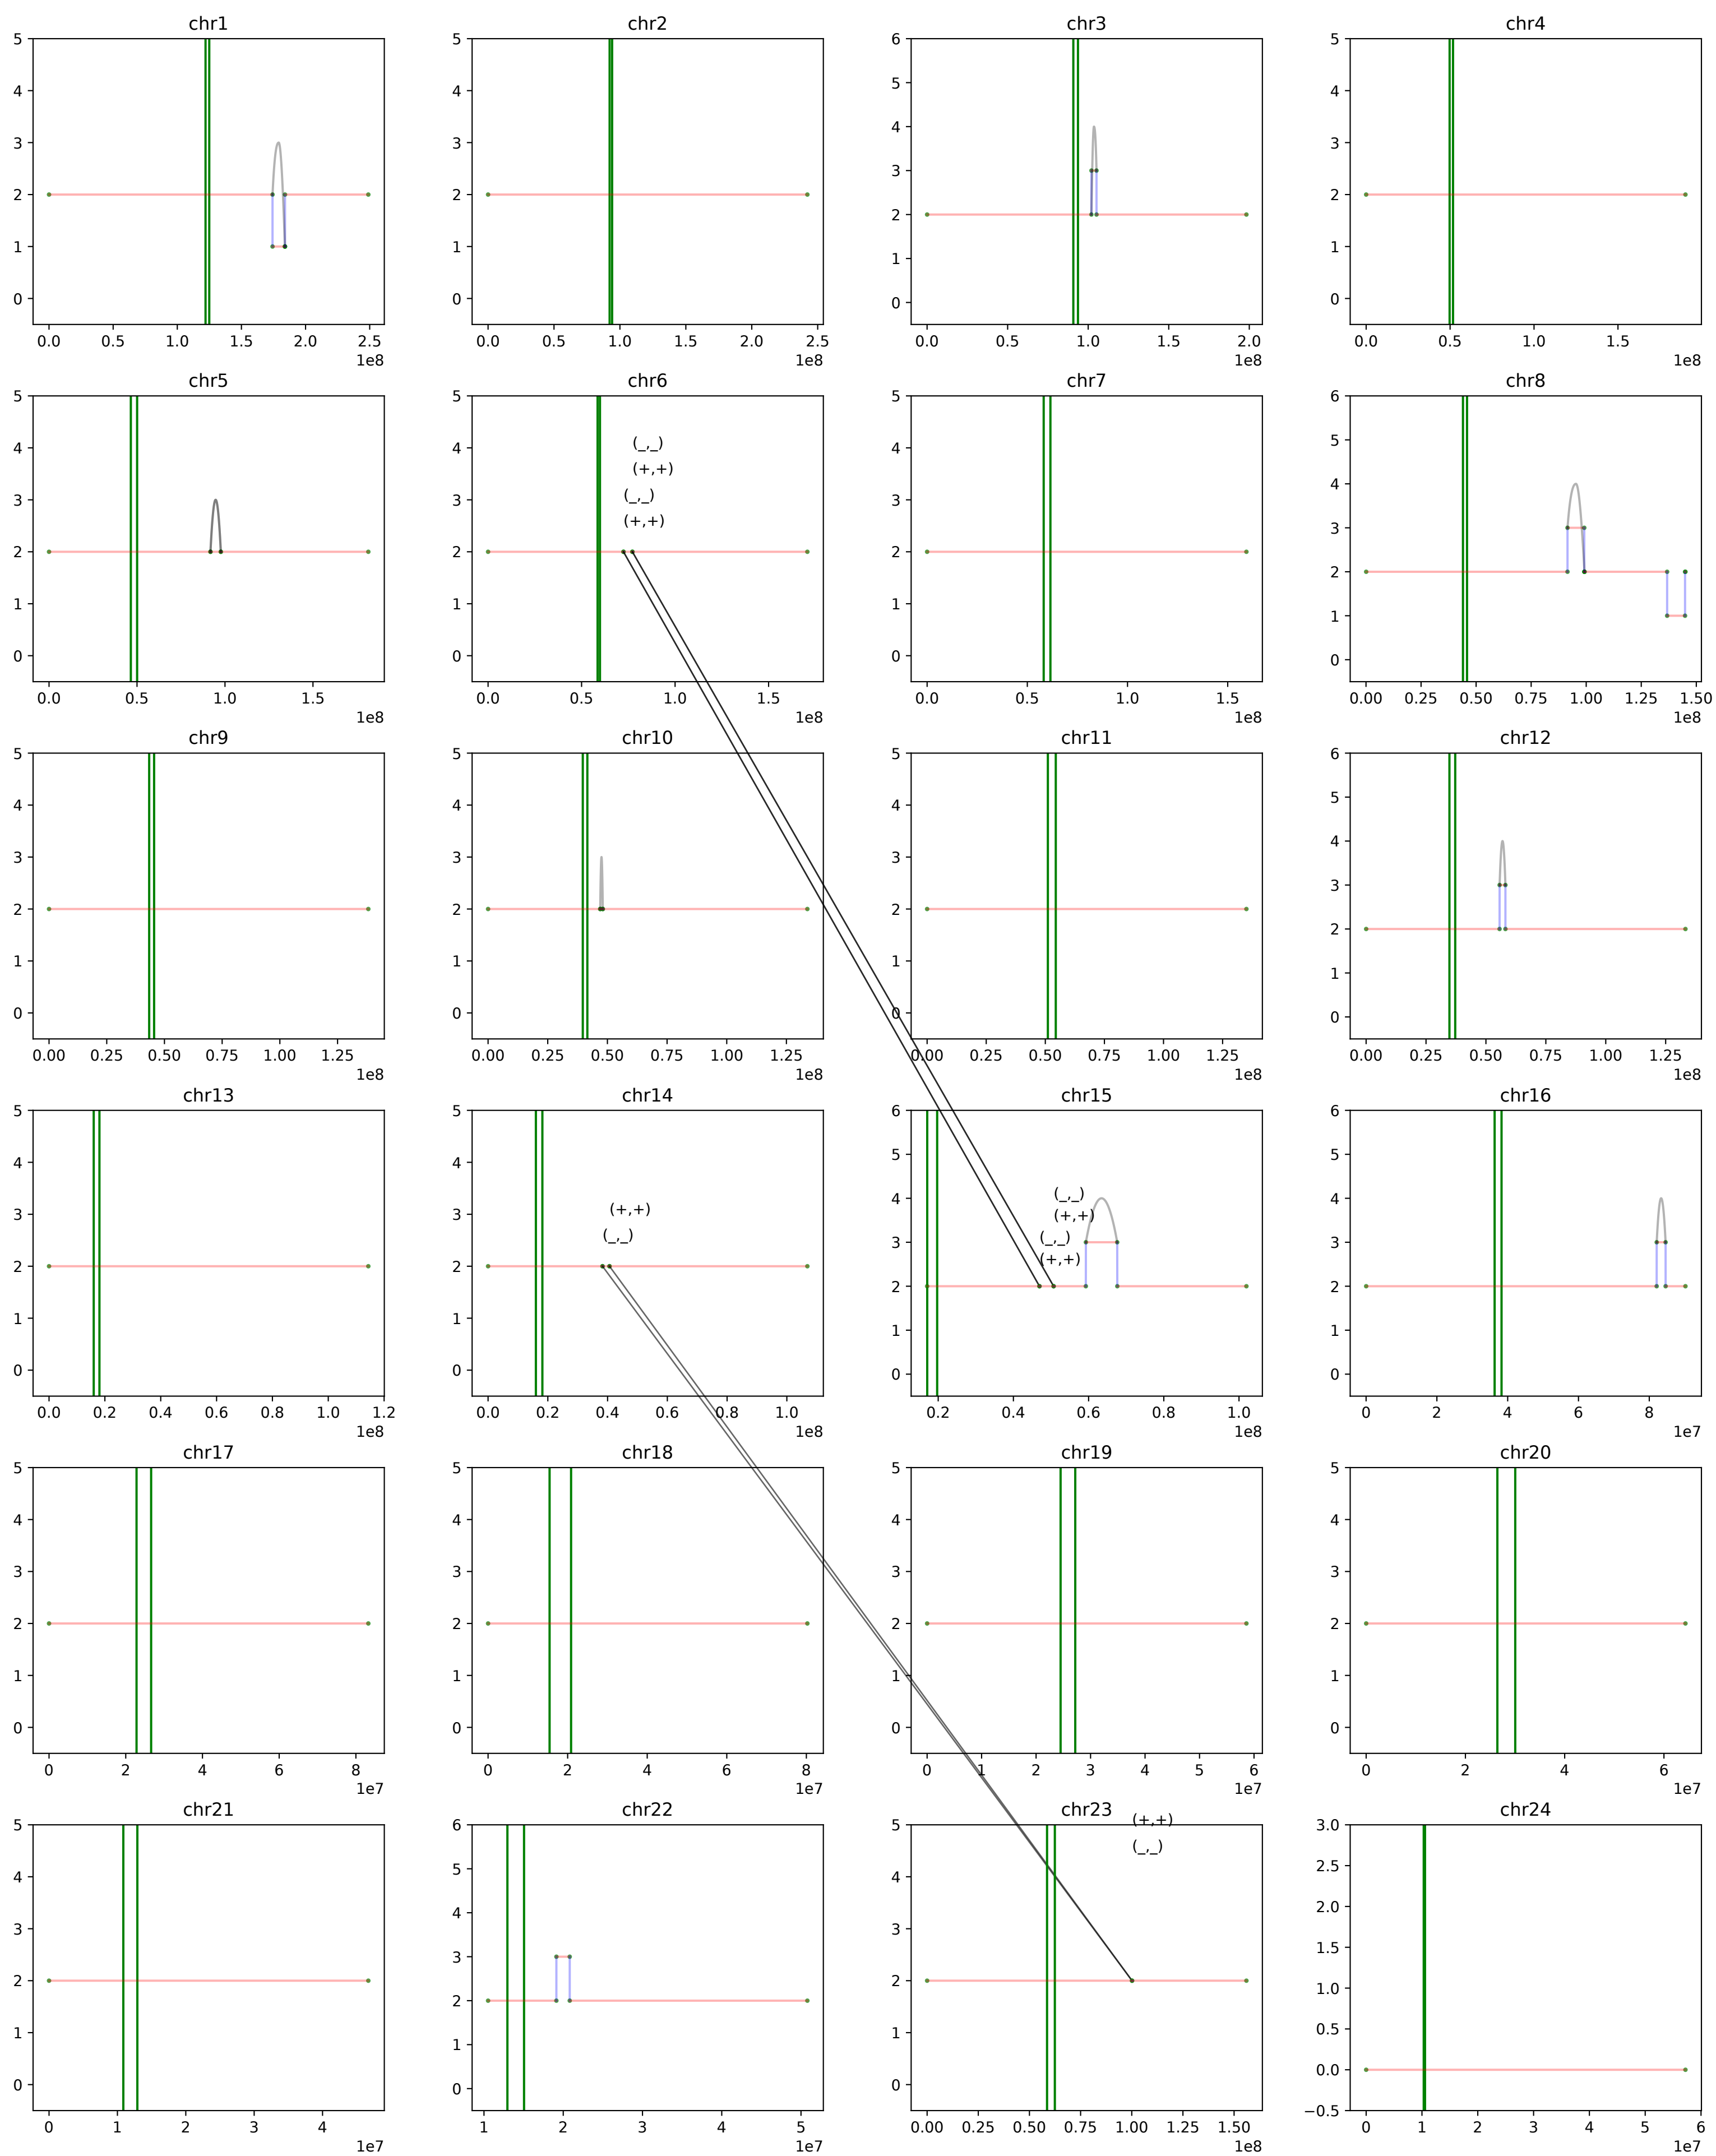 chr1 chr2 chr3 chr4
5 5 6 5
4 4 5 4
3 3 4 3
2 2 3 2
1 1 2 1
0 0 1 0
0
0.0 0.5 1.0 1.5 2.0 2.5 0.0 0.5 1.0 1.5 2.0 2.5 0.0 0.5 1.0 1.5 2.0 0.0 0.5 1.0 1.5
1e8 1e8 1e8 1e8
chr5 chr6 chr7 chr8
5 5 5 6
4 (_,_) 4 4 5
(+,+) 4
3 (_,_) 3 3 3
(+,+)
2 2 2 2
1 1 1 1
0 0 0 0
0.0 0.5 1.0 1.5 0.0 0.5 1.0 1.5 0.0 0.5 1.0 1.5 0.00 0.25 0.50 0.75 1.00 1.25 1.50
1e8 1e8 1e8 1e8
chr9 chr10 chr11 chr12
5 5 5 6
4 4 4 5
3 3 3 4
2 2 2 3
1 1 1 2
0 0 0 1
0
0.00 0.25 0.50 0.75 1.00 1.25 0.00 0.25 0.50 0.75 1.00 1.25 0.00 0.25 0.50 0.75 1.00 1.25 0.00 0.25 0.50 0.75 1.00 1.25
1e8 1e8 1e8 1e8
chr13 chr14 chr15 chr16
5 5 6 6
4 4 5 5
3 (+,+) 3 (_,_) 4 4
(_,_) (+,+)
2 2 (_,_) 3 3
(+,+)
1 1 2 2
0 0 1 1
0 0
0.0 0.2 0.4 0.6 0.8 1.0 1.2 0.0 0.2 0.4 0.6 0.8 1.0 0.2 0.4 0.6 0.8 1.0 0 2 4 6 8
1e8 1e8 1e8 1e7
chr17 chr18 chr19 chr20
5 5 5 5
4 4 4 4
3 3 3 3
2 2 2 2
1 1 1 1
0 0 0 0
0 2 4 6 8 0 2 4 6 8 0 1 2 3 4 5 6 0 2 4 6
1e7 1e7 1e7 1e7
chr21 chr22 chr23 chr24
(+,+)
5 6 5 3.0
(_,_)
4 5 4 2.5
3 4 3 2.0
2 3 2 1.5
1 2 1 1.0
0 1 0 0.5
0 0.0
−0.5
0 1 2 3 4 1 2 3 4 5 0.00 0.25 0.50 0.75 1.00 1.25 1.50 0 1 2 3 4 5 6
1e7 1e7 1e8 1e7